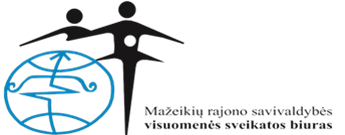 Mažeikių rajono savivaldybės
visuomenės sveikatos biuras